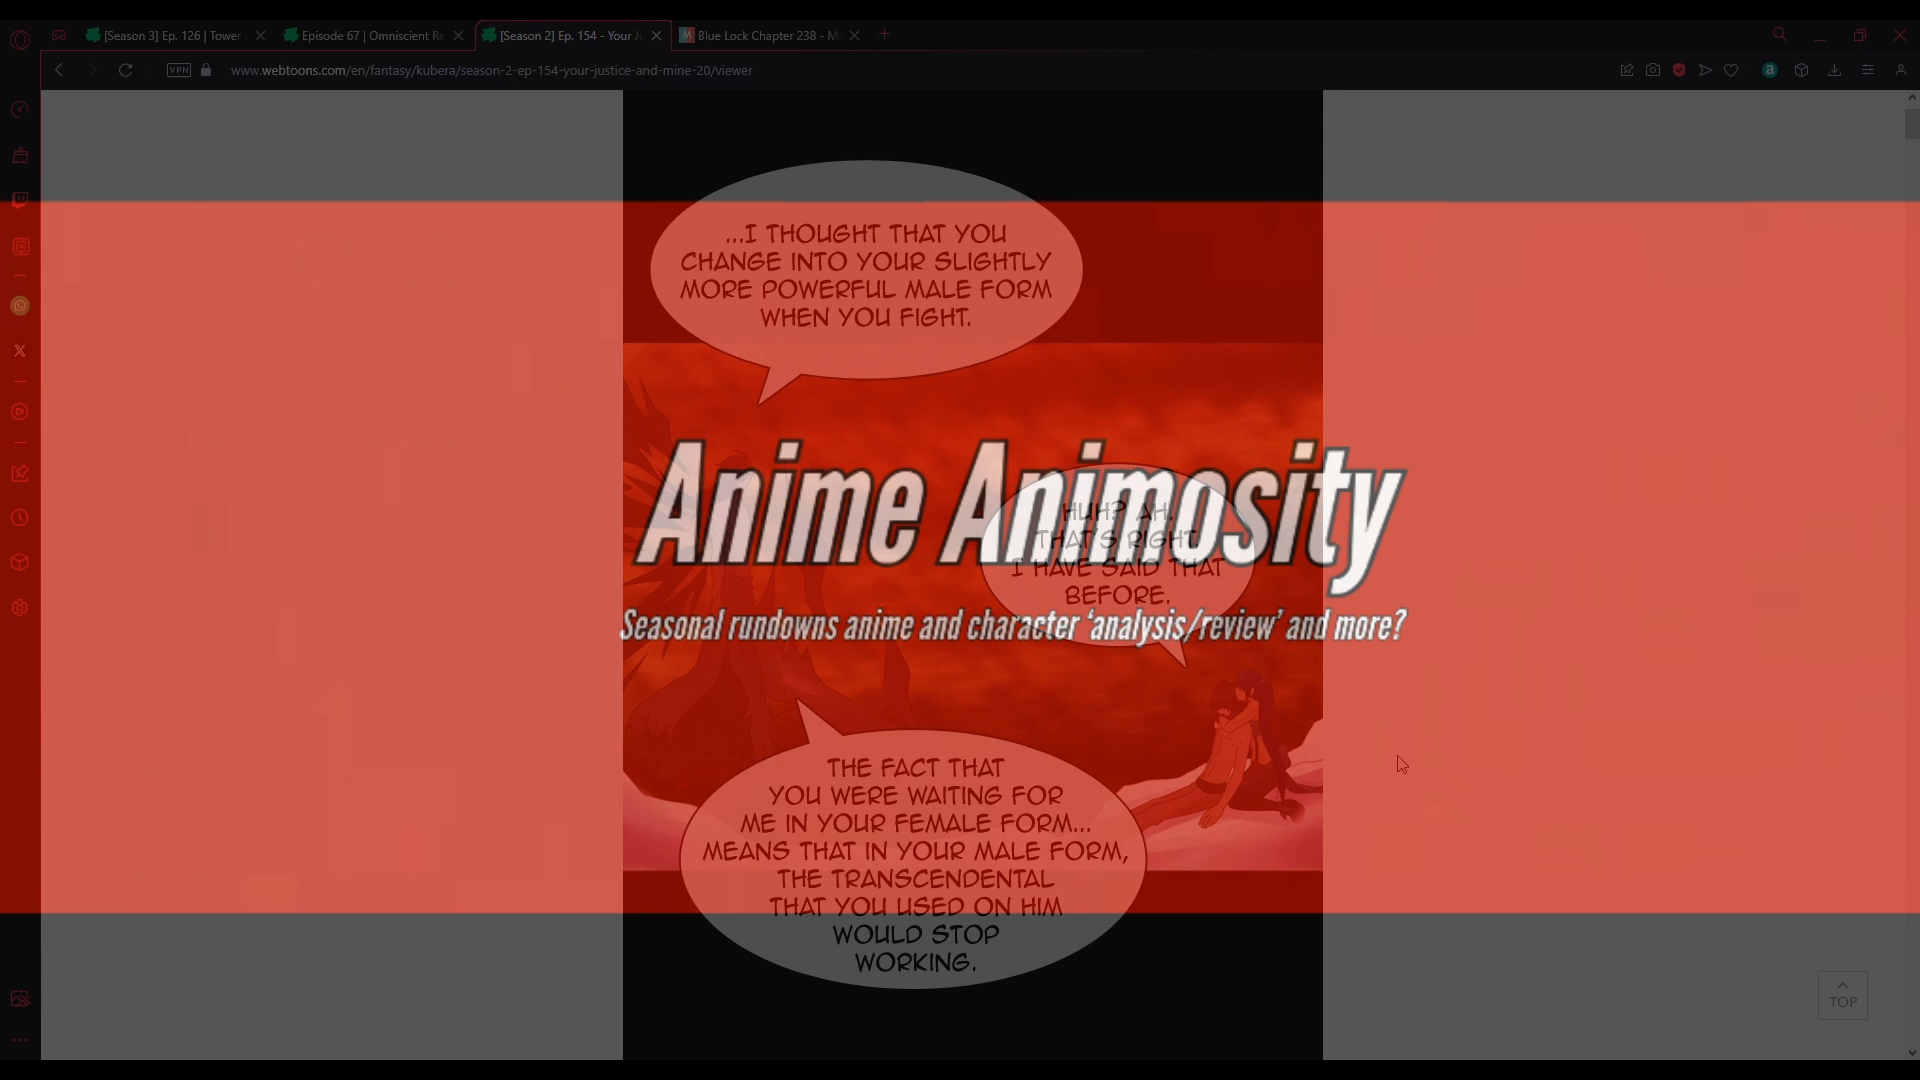 [Season 3] Ep. 126 | Tower
Episode 67 | Omniscient Re
[Season 2] Ep. 154 - Your Ju
Blue Lock Chapter 238 - M
VPN
www.webtoons.com/en/fantasy/kubera/season-2-ep-154-your-justice-and-mine-20/viewer
...I THOUGHT THAT YOU
CHANGE INTO YOUR SLIGHTLY
MORE POWERFUL MALE FORM
WHEN YOU FIGHT.
Anime Animosity
HUH? AH.
THAT'S RIGHT.
I HAVE SAID THAT
BEFORE.
Seasonal rundowns anime and character 'analysis/review' and more?
THE FACT THAT
YOU WERE WAITING FOR
ME IN YOUR FEMALE FORM...
MEANS THAT IN YOUR MALE FORM,
THE TRANSCENDENTAL
THAT YOU USED ON HIM
WOULD STOP
WORKING.
TOP